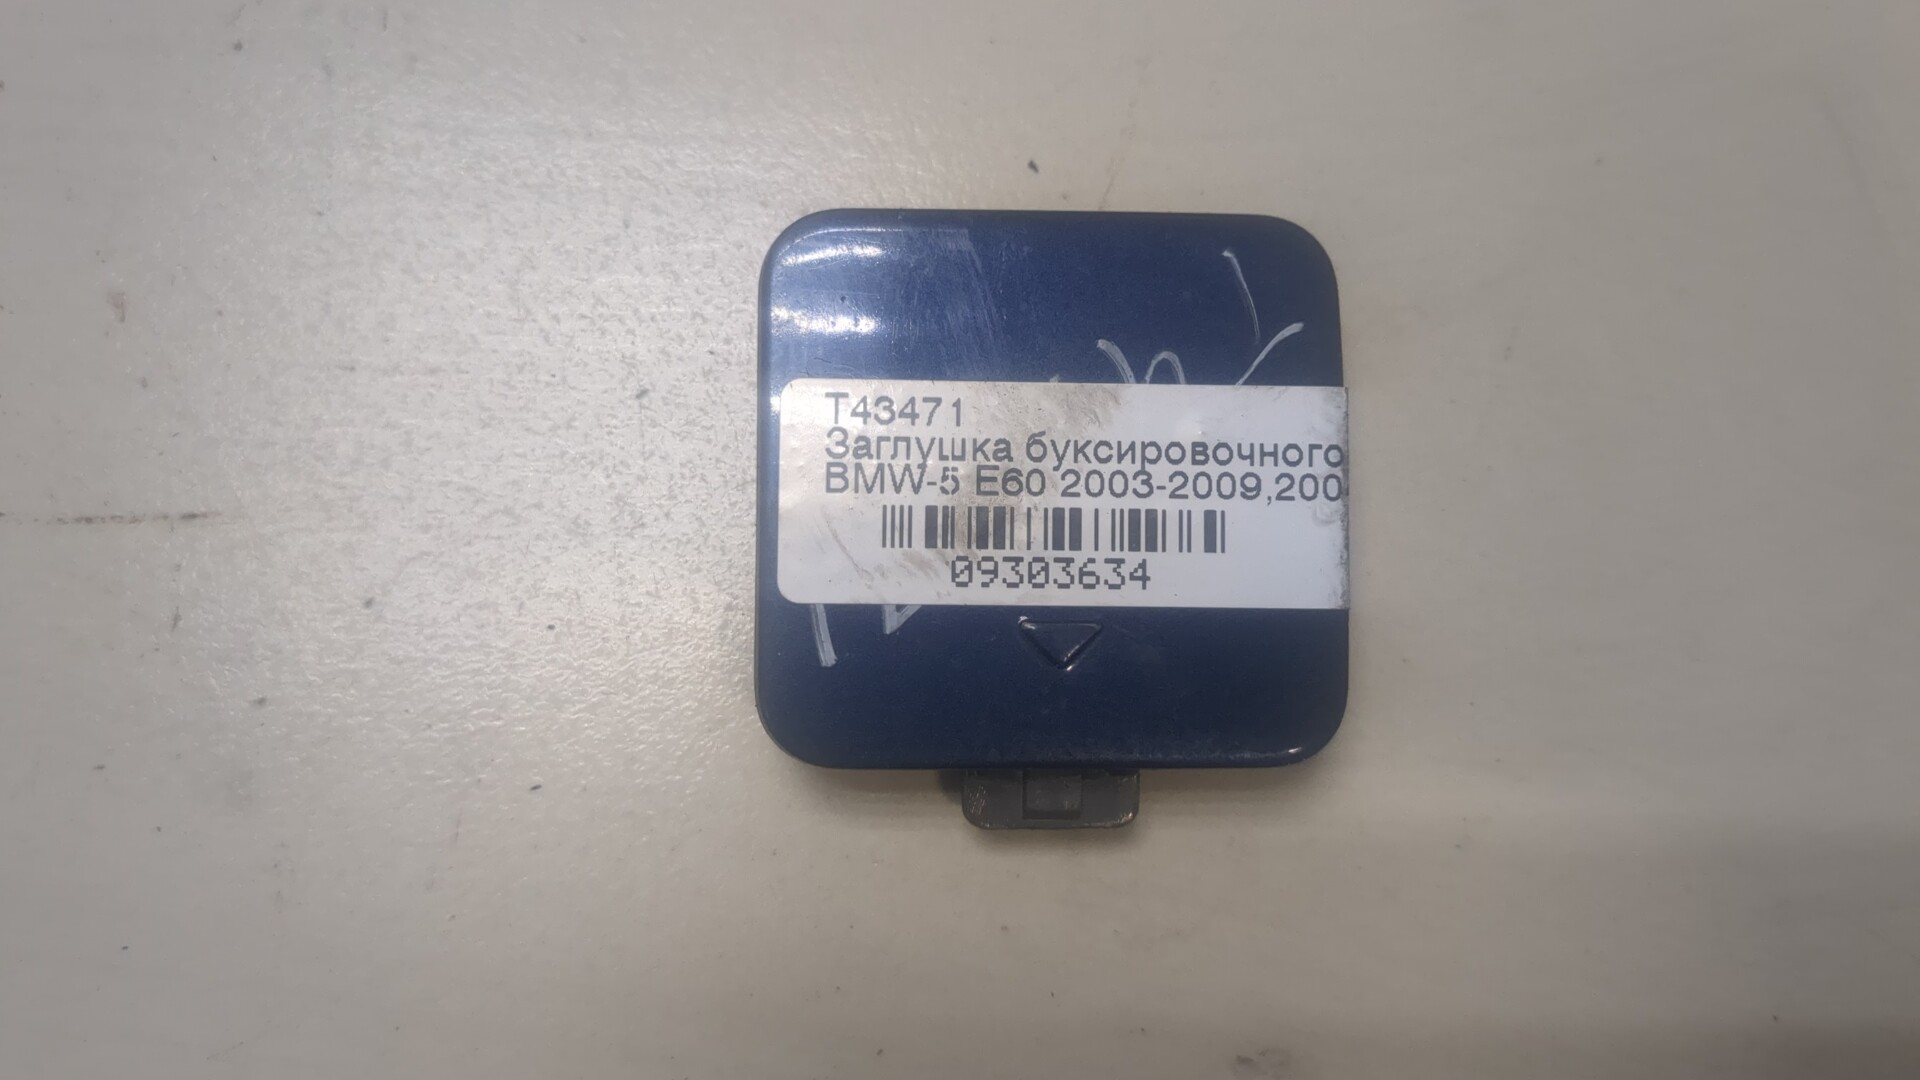 T43471
Заглушка буксировочного
BMW-5 E60 2003-2009,200
09303634